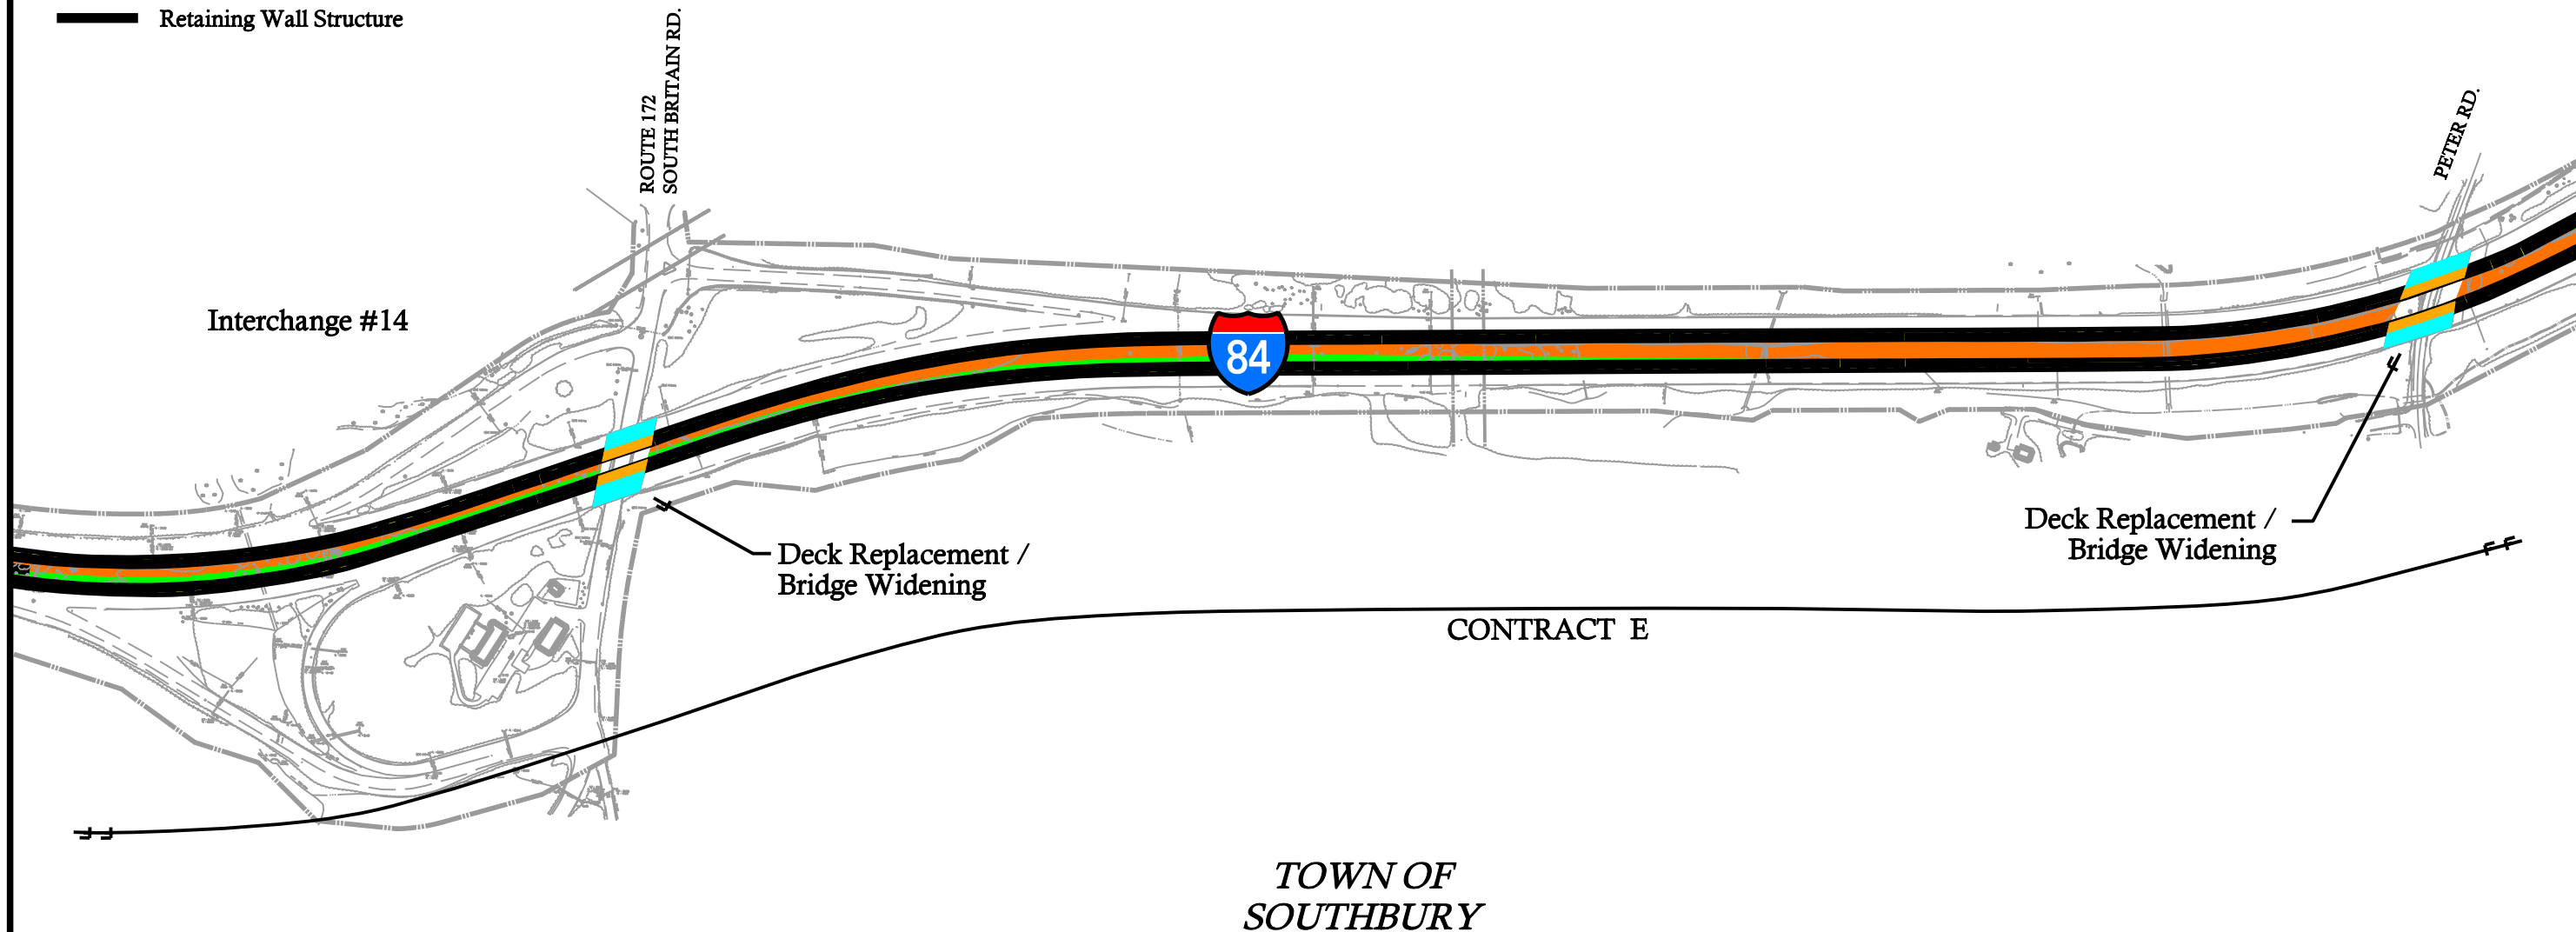 Retaining Wall Structure
ROUTE 172
SOUTH BRITAIN RD.
PETER RD.
Interchange #14
84
Deck Replacement /
Bridge Widening
Deck Replacement /
Bridge Widening
CONTRACT E
TOWN OF
SOUTHBURY